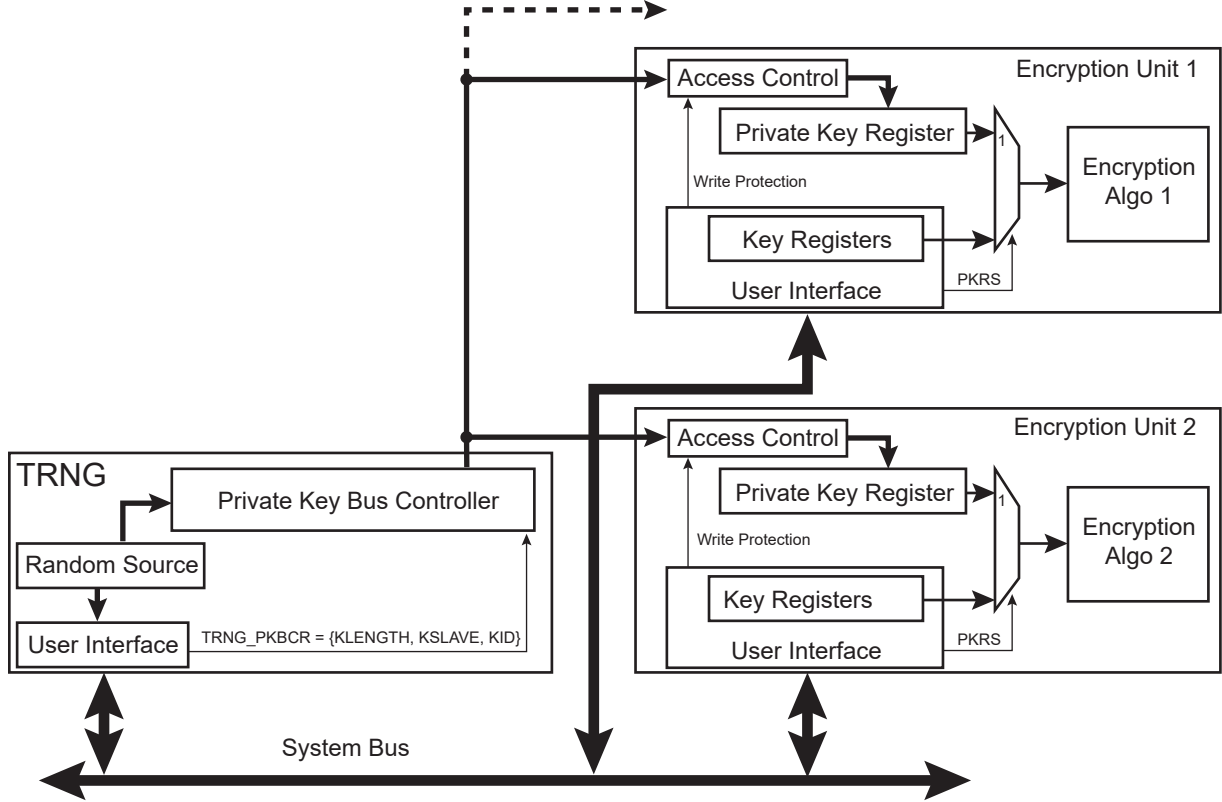 Encryption Unit 1
Access Control
Private Key Register
1
Write Protection
Encryption
Algo 1
Key Registers
User Interface
PKRS
Encryption Unit 2
Access Control
Private Key Register
1
Write Protection
Encryption
Algo 2
Key Registers
User Interface
PKRS
TRNG
Private Key Bus Controller
Random Source
User Interface
TRNG_PKBCR = {KLENGTH, KSLAVE, KID}
System Bus